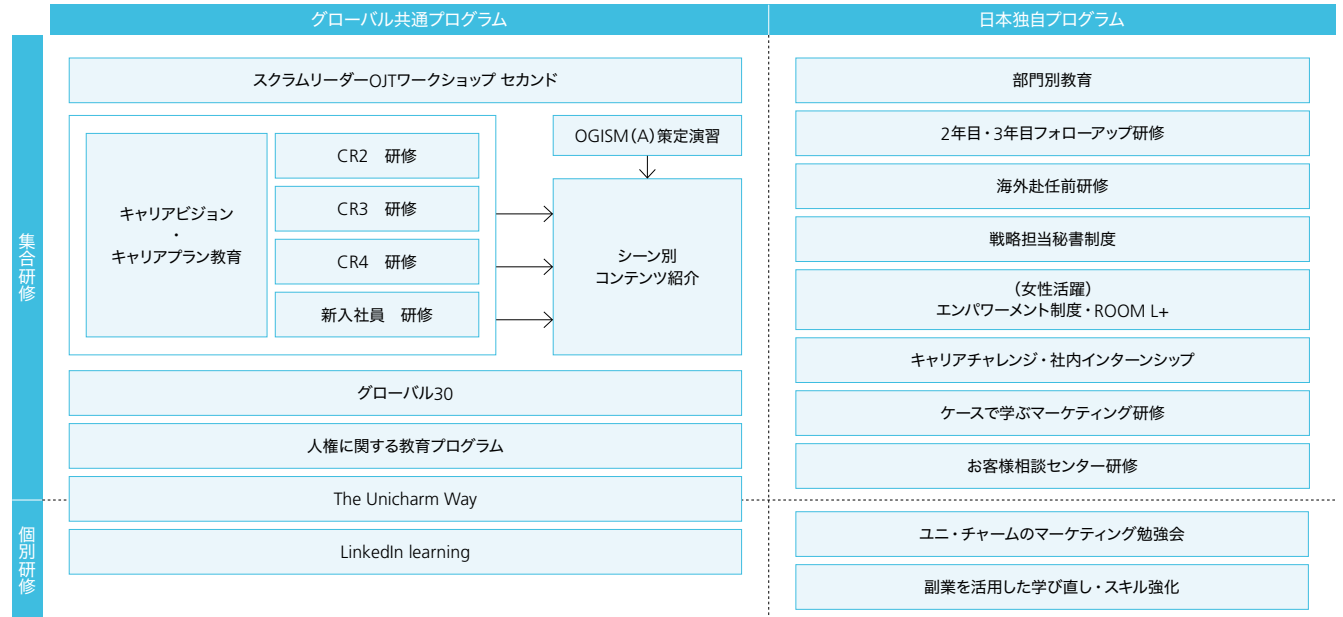 グローバル共通プログラム
日本独自プログラム
集合研修
スクラムリーダーOJTワークショップ セカンド
キャリアビジョン
・
キャリアプラン教育
CR2 研修
CR3 研修
CR4 研修
新入社員 研修
OGISM(A)策定演習
シーン別
コンテンツ紹介
グローバル30
人権に関する教育プログラム
The Unicharm Way
部門別教育
2年目・3年目フォローアップ研修
海外赴任前研修
戦略担当秘書制度
(女性活躍)
エンパワーメント制度・ROOM L+
キャリアチャレンジ・社内インターンシップ
ケースで学ぶマーケティング研修
お客様相談センター研修
個別研修
LinkedIn learning
ユニ・チャームのマーケティング勉強会
副業を活用した学び直し・スキル強化